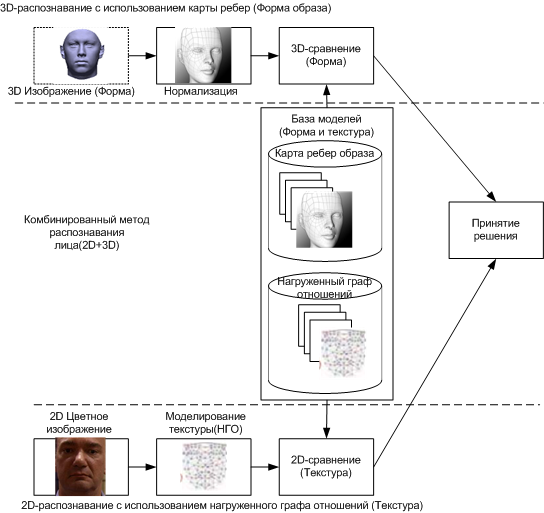 3D-распознавание с использованием карты ребер (Форма образа)
3D-сравнение
(Форма)
3D Изображение (Форма)
Нормализация
База моделей
(Форма и текстура)
Карта ребер образа
Комбинированный метод
распознавания
лица(2D+3D)
Принятие
решения
Нагруженный граф
отношений
2D Цветное
изображение
Моделирование
текстуры(НГО)
2D-сравнение
(Текстура)
2D-распознавание с использованием нагруженного графа отношений (Текстура)